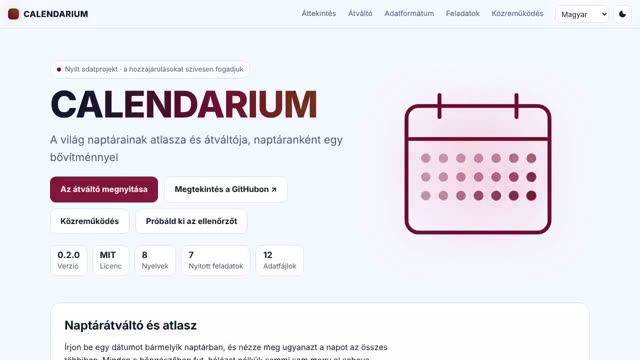 CALENDARIUM
Áttekintés
Átváltó
Adatformátum
Feladatok
Közreműködés
Magyar
Nyílt adatprojekt · a hozzájárulásokat szívesen fogadjuk
CALENDARIUM
A világ naptárainak atlasza és átváltója, naptáranként egy
bővítménnyel
Az átváltó megnyitása
Megtekintés a GitHubon ↗
Közreműködés
Próbáld ki az ellenőrzőt
0.2.0
Verzió
MIT
Licenc
8
Nyelvek
7
Nyitott feladatok
12
Adatfájlok
Naptárátváltó és atlasz
Írjon be egy dátumot bármelyik naptárban, és nézze meg ugyanazt a napot az összes